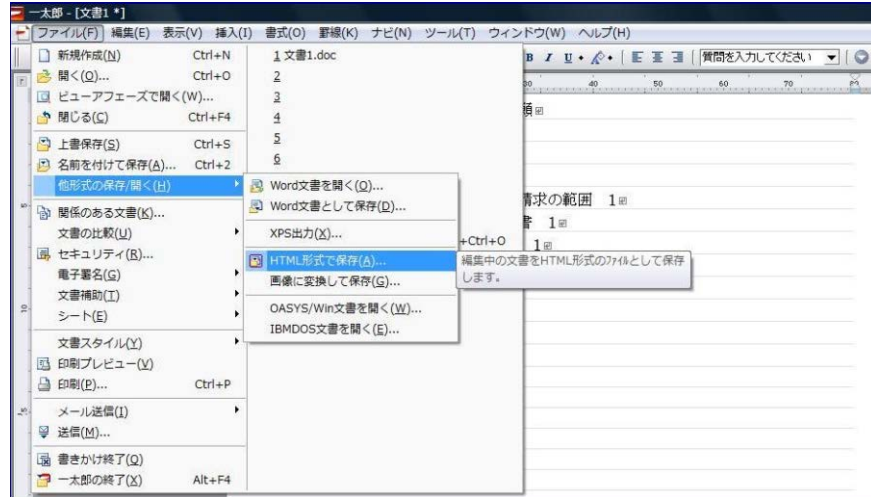 一太郎 - [文書1 *]
ファイル(F) 編集(E) 表示(V) 挿入(I) 書式(O) 罫線(K) ナビ(N) ツール(T) ウィンドウ(W) ヘルプ(H)
B I U 質問を入力してください
40 50 60 70
新規作成(N) Ctrl+N
開く(O)... Ctrl+O
ビューアフェーズで開く(W)...
閉じる(C) Ctrl+F4
上書保存(S) Ctrl+S
名前を付けて保存(A)... Ctrl+2
他形式の保存/開く(H)
関係のある文書(K)...
文書の比較(U)
セキュリティ(R)...
電子署名(G)
文書補助(T)
シート(E)
文書スタイル(Y)
印刷プレビュー(V)
印刷(P)... Ctrl+P
メール送信(I)
送信(M)...
書きかけ終了(Q)
一太郎の終了(X) Alt+F4
1 文書1.doc
2
3
4
5
6
Word文書を開く(O)...
Word文書として保存(D)...
XPS出力(X)...
HTML形式で保存(A)...
画像に変換して保存(G)...
OASYS/Win文書を開く(W)...
IBMDOS文書を開く(E)...
+Ctrl+O
請求の範囲 1
書 1
1
編集中の文書をHTML形式のファイルとして保存
します。